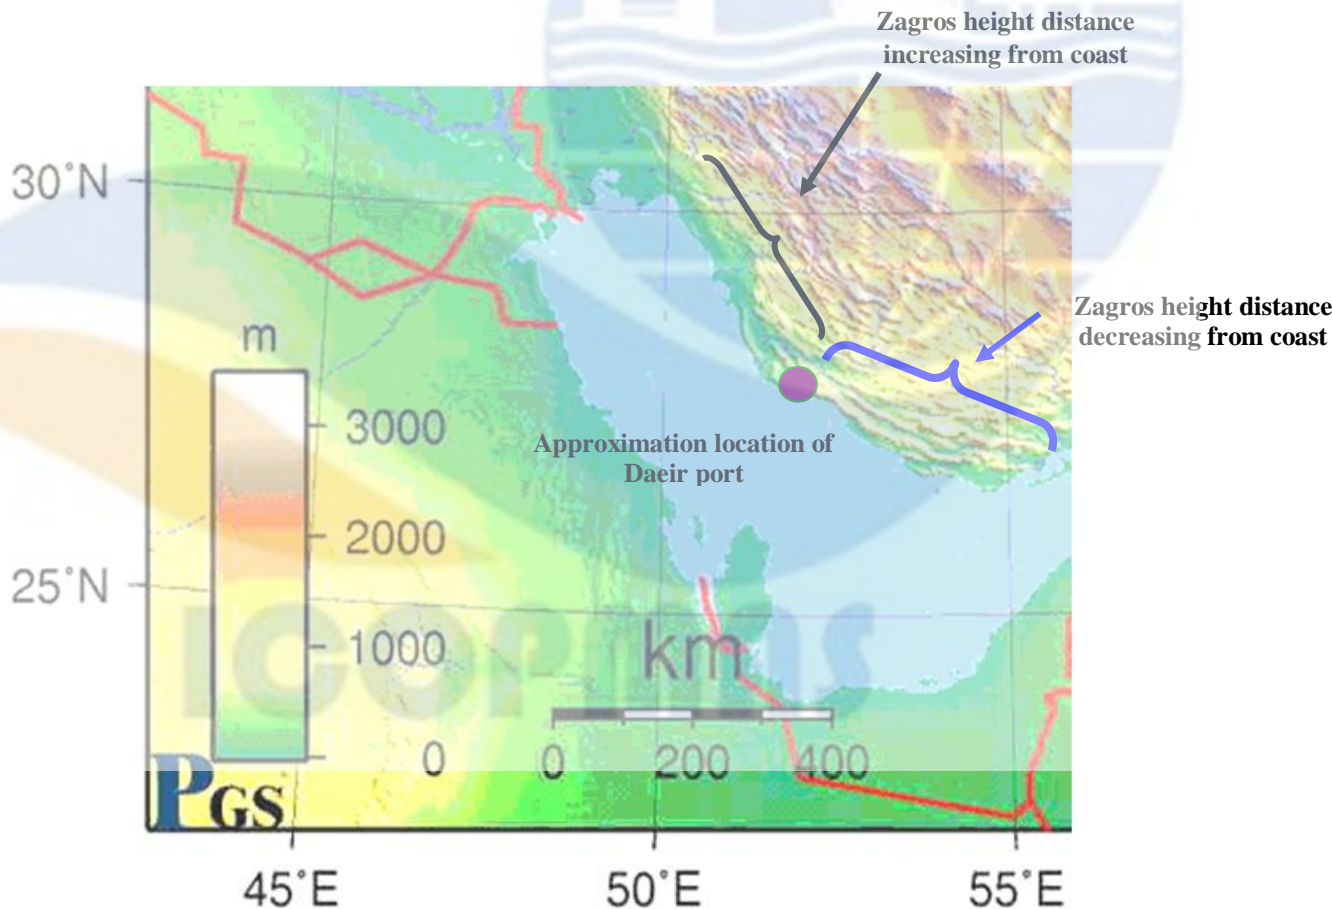 Zagros height distance
increasing from coast
30°N
Zagros height distance
decreasing from coast
m
3000
Approximation location of
Daeir port
2000
25°N
1000
km
ICOPMAS
0
0 200 400
PGS
45°E 50°E 55°E